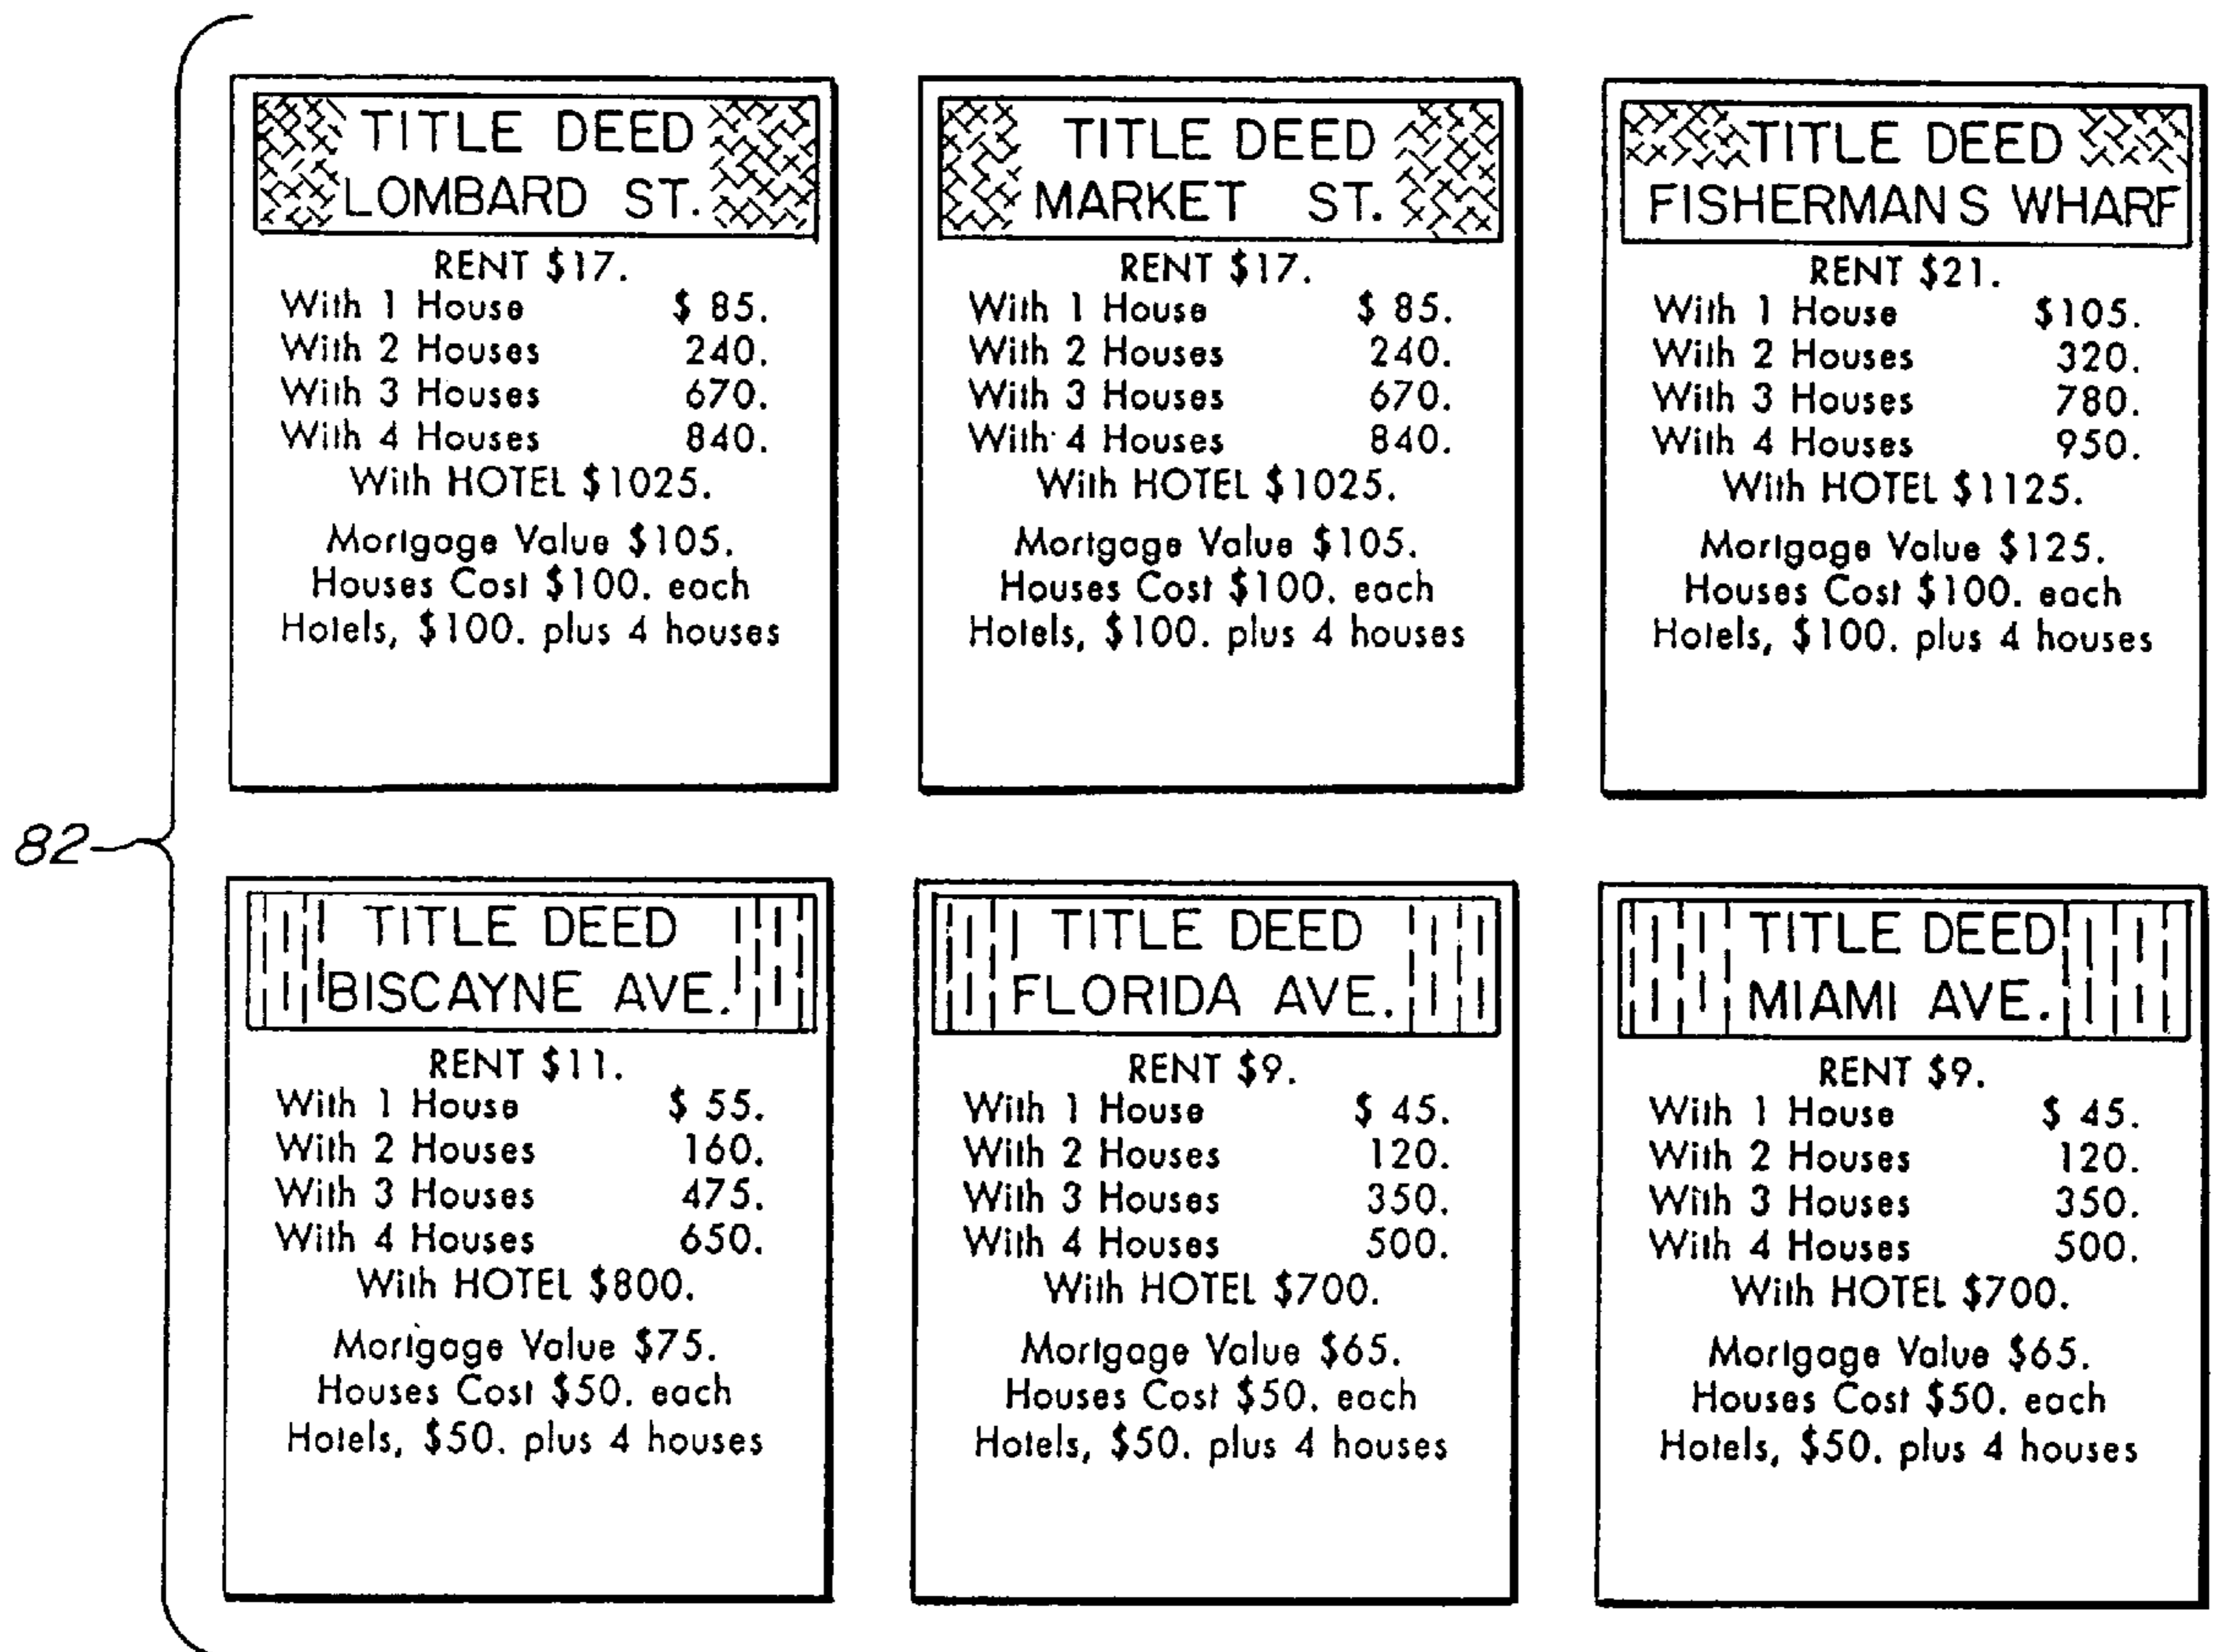 TITLE DEED
LOMBARD ST.
RENT $17.
With 1 House $ 85.
With 2 Houses 240.
With 3 Houses 670.
With 4 Houses 840.
With HOTEL $1025.
Mortgage Value $105.
Houses Cost $100. each
Hotels, $100. plus 4 houses
TITLE DEED
MARKET ST.
RENT $17.
With 1 House $ 85.
With 2 Houses 240.
With 3 Houses 670.
With 4 Houses 840.
With HOTEL $1025.
Mortgage Value $105.
Houses Cost $100. each
Hotels, $100. plus 4 houses
TITLE DEED
FISHERMANS WHARF
RENT $21.
With 1 House $105.
With 2 Houses 320.
With 3 Houses 780.
With 4 Houses 950.
With HOTEL $1125.
Mortgage Value $125.
Houses Cost $100. each
Hotels, $100. plus 4 houses
82
TITLE DEED
BISCAYNE AVE.
RENT $11.
With 1 House $ 55.
With 2 Houses 160.
With 3 Houses 475.
With 4 Houses 650.
With HOTEL $800.
Mortgage Value $75.
Houses Cost $50. each
Hotels, $50. plus 4 houses
TITLE DEED
FLORIDA AVE.
RENT $9.
With 1 House $ 45.
With 2 Houses 120.
With 3 Houses 350.
With 4 Houses 500.
With HOTEL $700.
Mortgage Value $65.
Houses Cost $50. each
Hotels, $50. plus 4 houses
TITLE DEED
MIAMI AVE.
RENT $9.
With 1 House $ 45.
With 2 Houses 120.
With 3 Houses 350.
With 4 Houses 500.
With HOTEL $700.
Mortgage Value $65.
Houses Cost $50. each
Hotels, $50. plus 4 houses